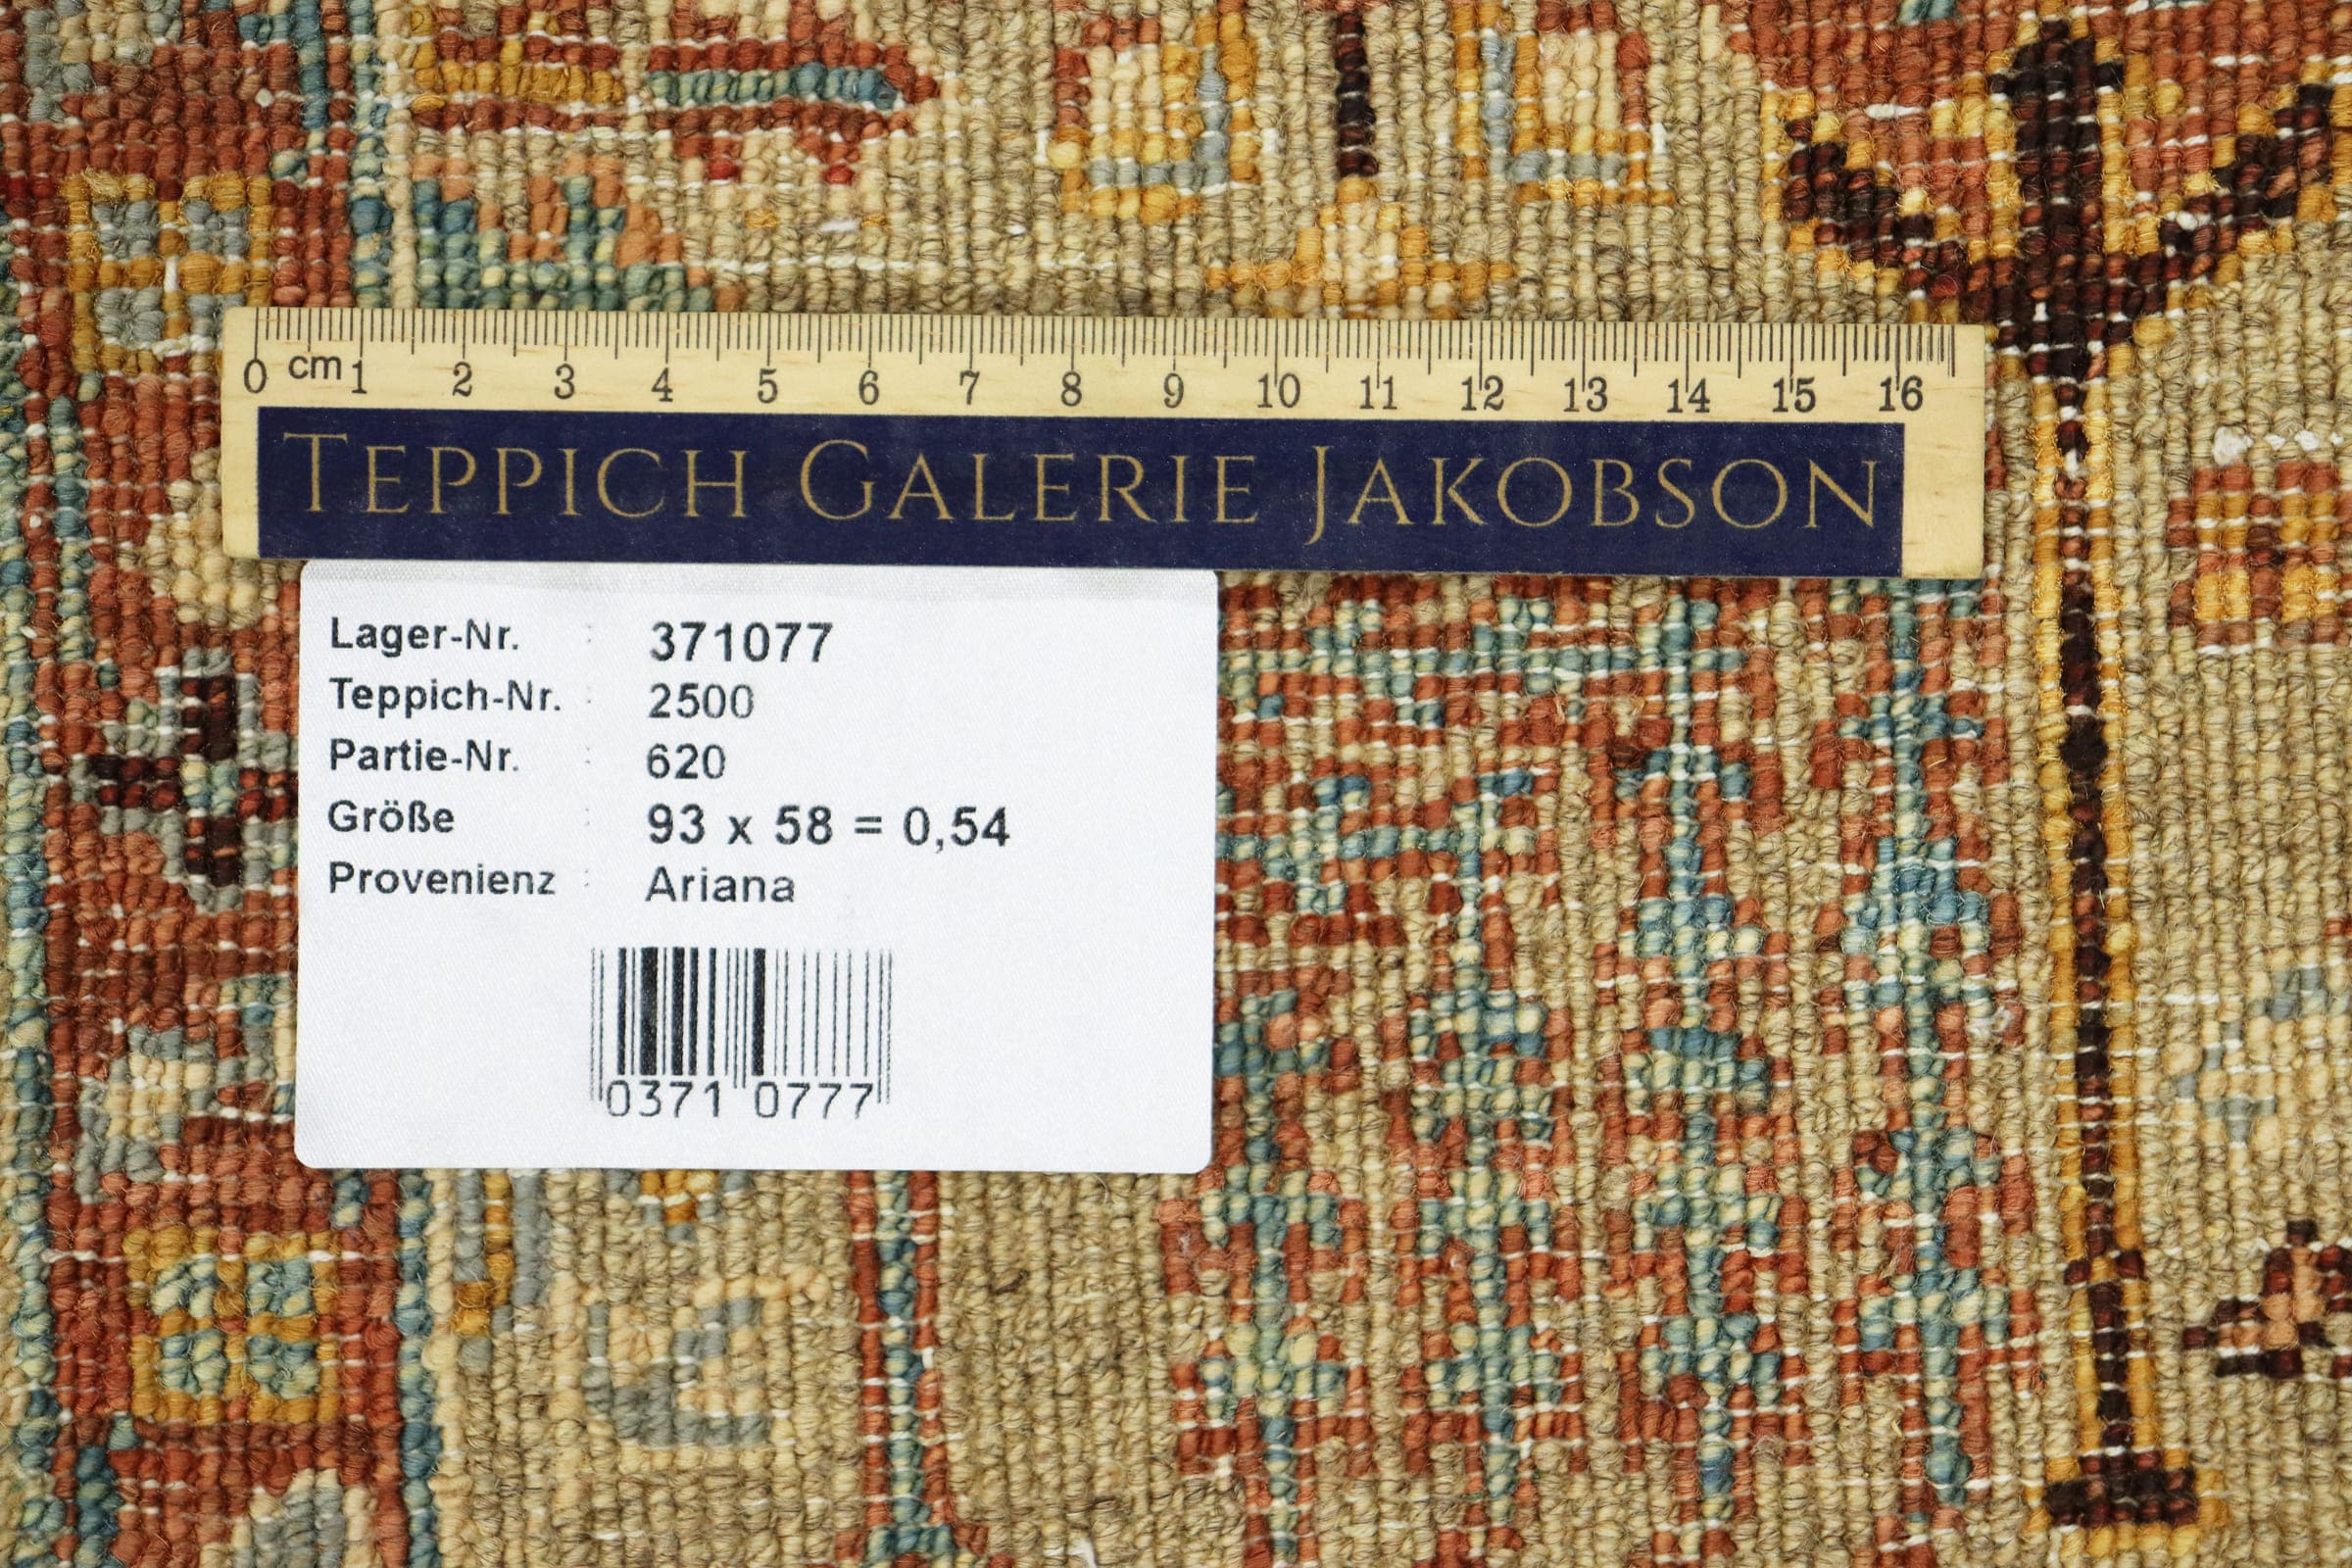 0 cm 1 2 3 4 5 6 7 8 9 10 11 12 13 14 15 16
TEPPICH GALERIE JAKOBSON
Lager-Nr. : 371077
Teppich-Nr. : 2500
Partie-Nr. : 620
Größe : 93 x 58 = 0,54
Provenienz : Ariana
0371 0777